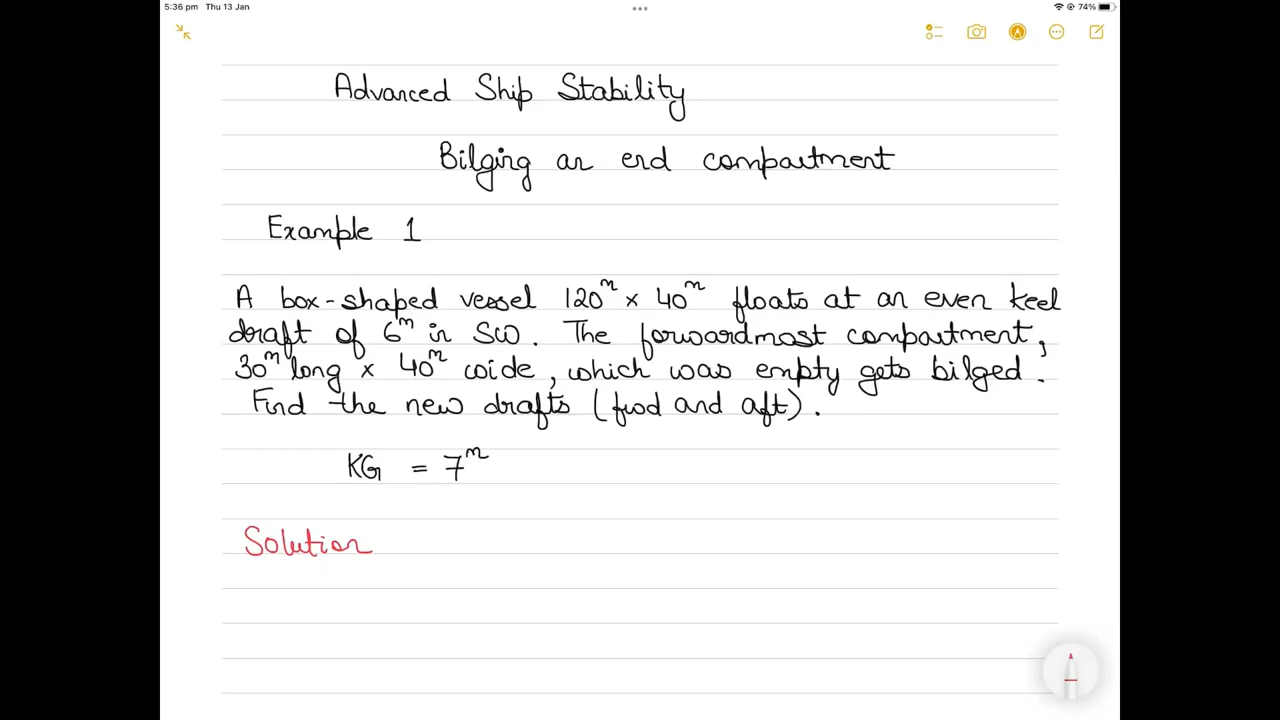 5:36 pm Thu 13 Jan
74%
Advanced Ship Stability
Bilging an end compartment
Example 1
A box-shaped vessel 120ᵐ × 40ᵐ floats at an even keel
draft of 6ᵐ in SW. The forwardmost compartment,
30ᵐ long × 40ᵐ wide, which was empty gets bilged.
Find the new drafts (fwd and aft).
KG = 7ᵐ
Solution